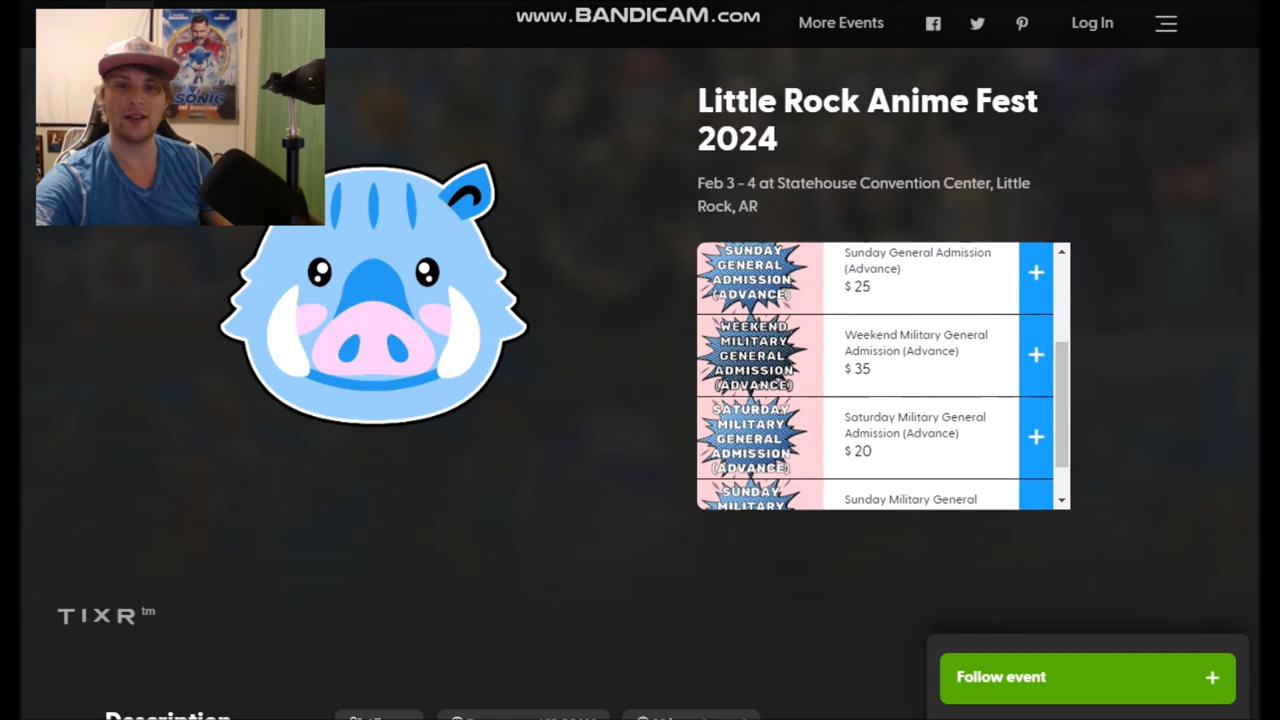 www.BANDICAM.com
More Events
Log In
SONIC
Little Rock Anime Fest
2024
Feb 3 - 4 at Statehouse Convention Center, Little
Rock, AR
SUNDAY
GENERAL
ADMISSION
(ADVANCE)
Sunday General Admission
(Advance)
$ 25
WEEKEND
MILITARY
GENERAL
ADMISSION
(ADVANCE)
Weekend Military General
Admission (Advance)
$ 35
SATURDAY
MILITARY
GENERAL
ADMISSION
(ADVANCE)
Saturday Military General
Admission (Advance)
$ 20
SUNDAY
MILITARY
Sunday Military General
TIXR™
Follow event
Description